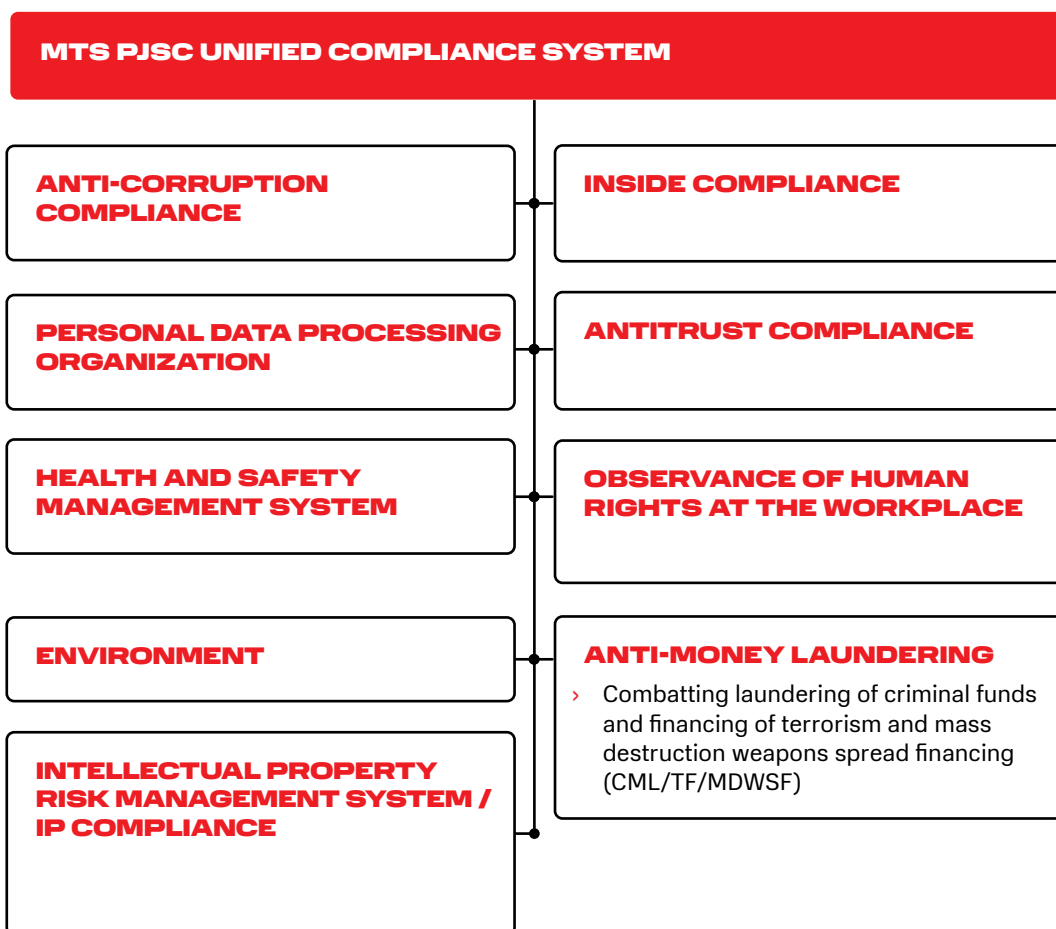 MTS PJSC UNIFIED COMPLIANCE SYSTEM
ANTI-CORRUPTION
COMPLIANCE
INSIDE COMPLIANCE
PERSONAL DATA PROCESSING
ORGANIZATION
ANTITRUST COMPLIANCE
HEALTH AND SAFETY
MANAGEMENT SYSTEM
OBSERVANCE OF HUMAN
RIGHTS AT THE WORKPLACE
ENVIRONMENT
ANTI-MONEY LAUNDERING
› Combatting laundering of criminal funds
and financing of terrorism and mass
destruction weapons spread financing
(CML/TF/MDWSF)
INTELLECTUAL PROPERTY
RISK MANAGEMENT SYSTEM /
IP COMPLIANCE